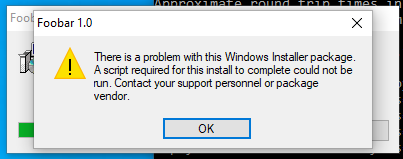 Approximate round trip times in
Foob
Foobar 1.0
There is a problem with this Windows Installer package.
A script required for this install to complete could not be
run. Contact your support personnel or package
vendor.
OK